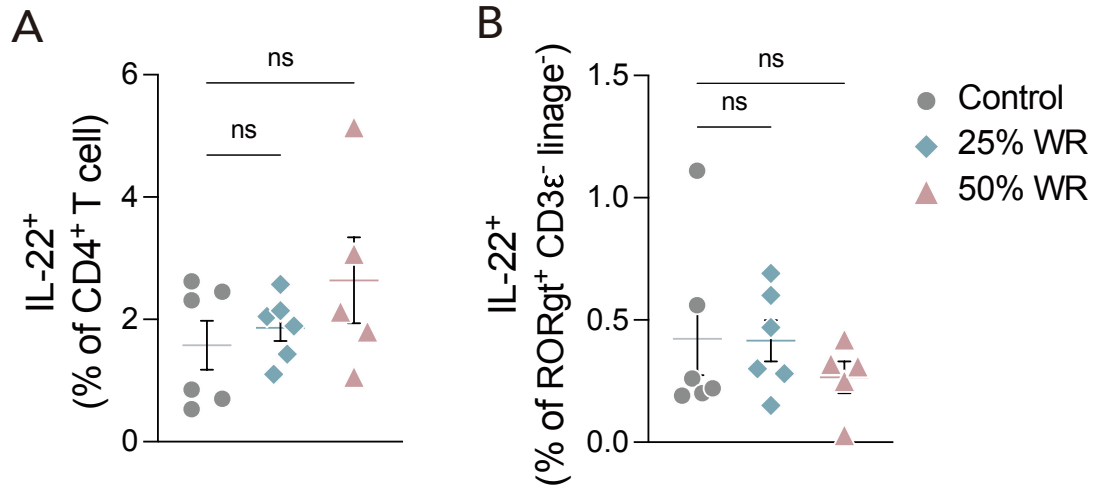 A
IL-22⁺
(% of CD4⁺ T cell)
6
4
2
0
ns
ns
B
IL-22⁺
(% of RORgt⁺ CD3ε⁻ linage⁻)
1.5
1.0
0.5
0.0
ns
ns
Control
25% WR
50% WR